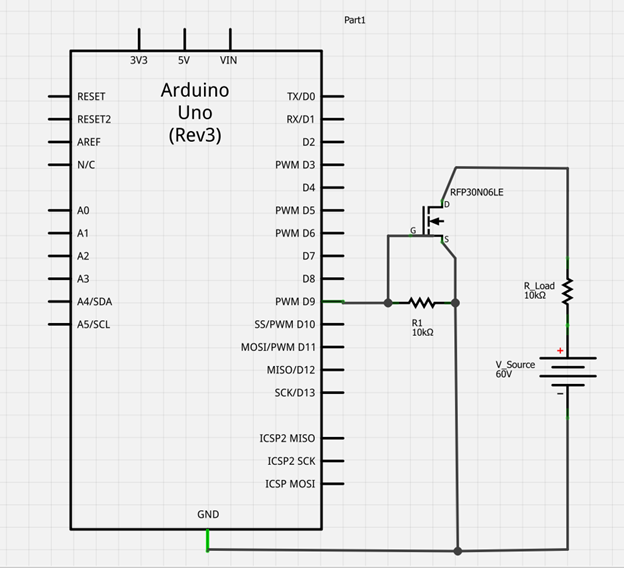 Part1
3V3 5V VIN
Arduino
Uno
(Rev3)
RESET
RESET2
AREF
N/C
A0
A1
A2
A3
A4/SDA
A5/SCL
TX/D0
RX/D1
D2
PWM D3
D4
PWM D5
PWM D6
D7
D8
PWM D9
SS/PWM D10
MOSI/PWM D11
MISO/D12
SCK/D13
ICSP2 MISO
ICSP2 SCK
ICSP MOSI
GND
RFP30N06LE
D
G
S
R1
10kΩ
R_Load
10kΩ
+
V_Source
60V
−